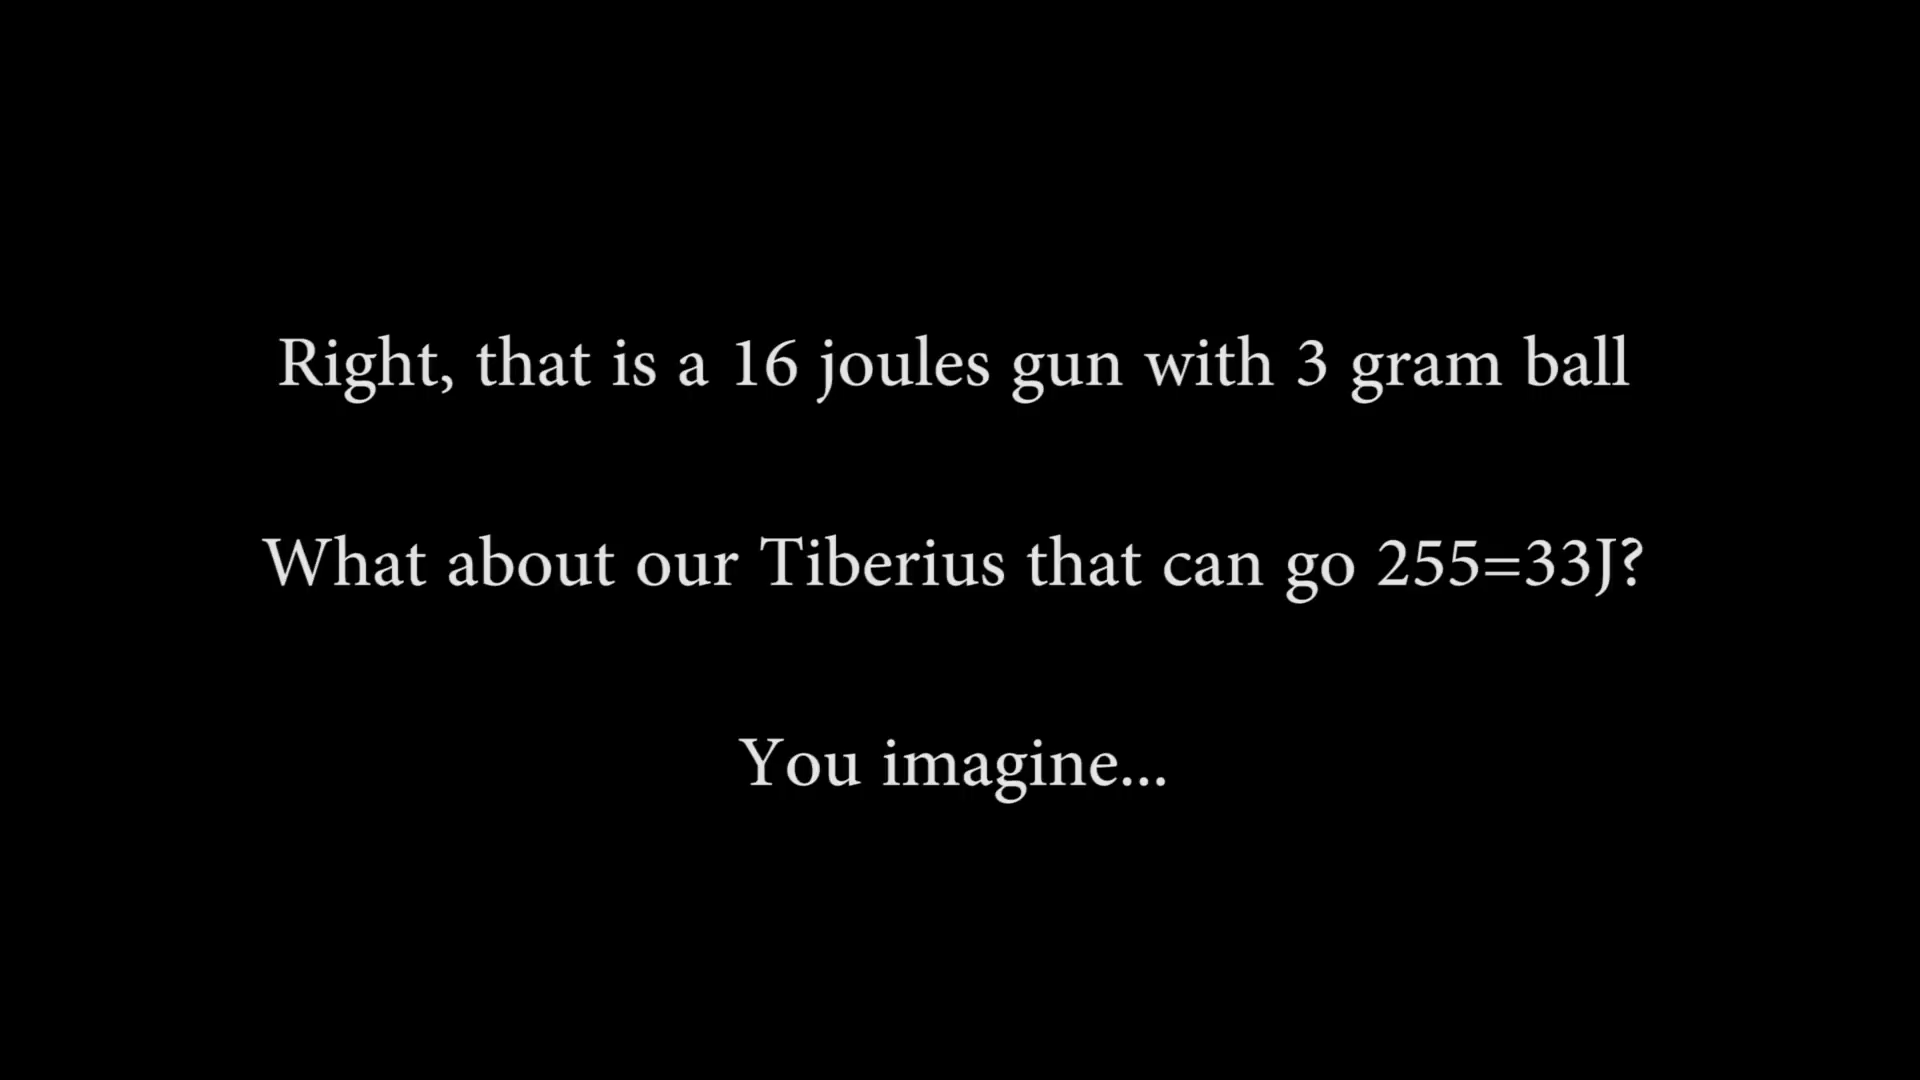 Right, that is a 16 joules gun with 3 gram ball
What about our Tiberius that can go 255=33J?
You imagine...